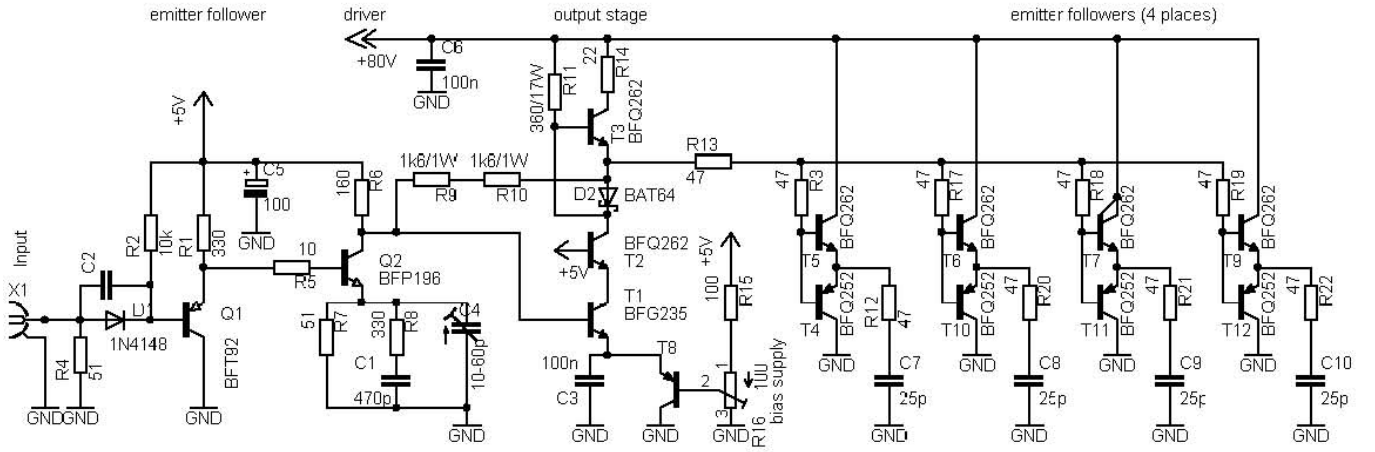 emitter follower
driver
output stage
emitter followers (4 places)
+80V
C6
100n
GND
360/17W
R11
22
R14
T3
BFQ262
+5V
C5
+
100
GND
160
R6
1k6/1W
R9
1k6/1W
R10
D2
BAT64
R13
47
R2
10k
R1
330
Input
X1
C2
U1
1N4148
R4
51
GND
GND
Q1
BFT92
GND
10
R5
Q2
BFP196
51
R7
330
R8
C1
470p
C4
10-60p
GND
BFQ262
T2
+5V
T1
BFG235
100n
C3
GND
T8
GND
+5V
100
R15
1
2
3
100
R16
bias supply
GND
47
R3
BFQ262
T5
BFQ252
T4
GND
R12
47
C7
25p
GND
47
R17
BFQ262
T6
BFQ252
T10
GND
47
R20
C8
25p
GND
47
R18
BFQ262
T7
BFQ252
T11
GND
47
R21
C9
25p
GND
47
R19
BFQ262
T9
BFQ252
T12
GND
47
R22
C10
25p
GND